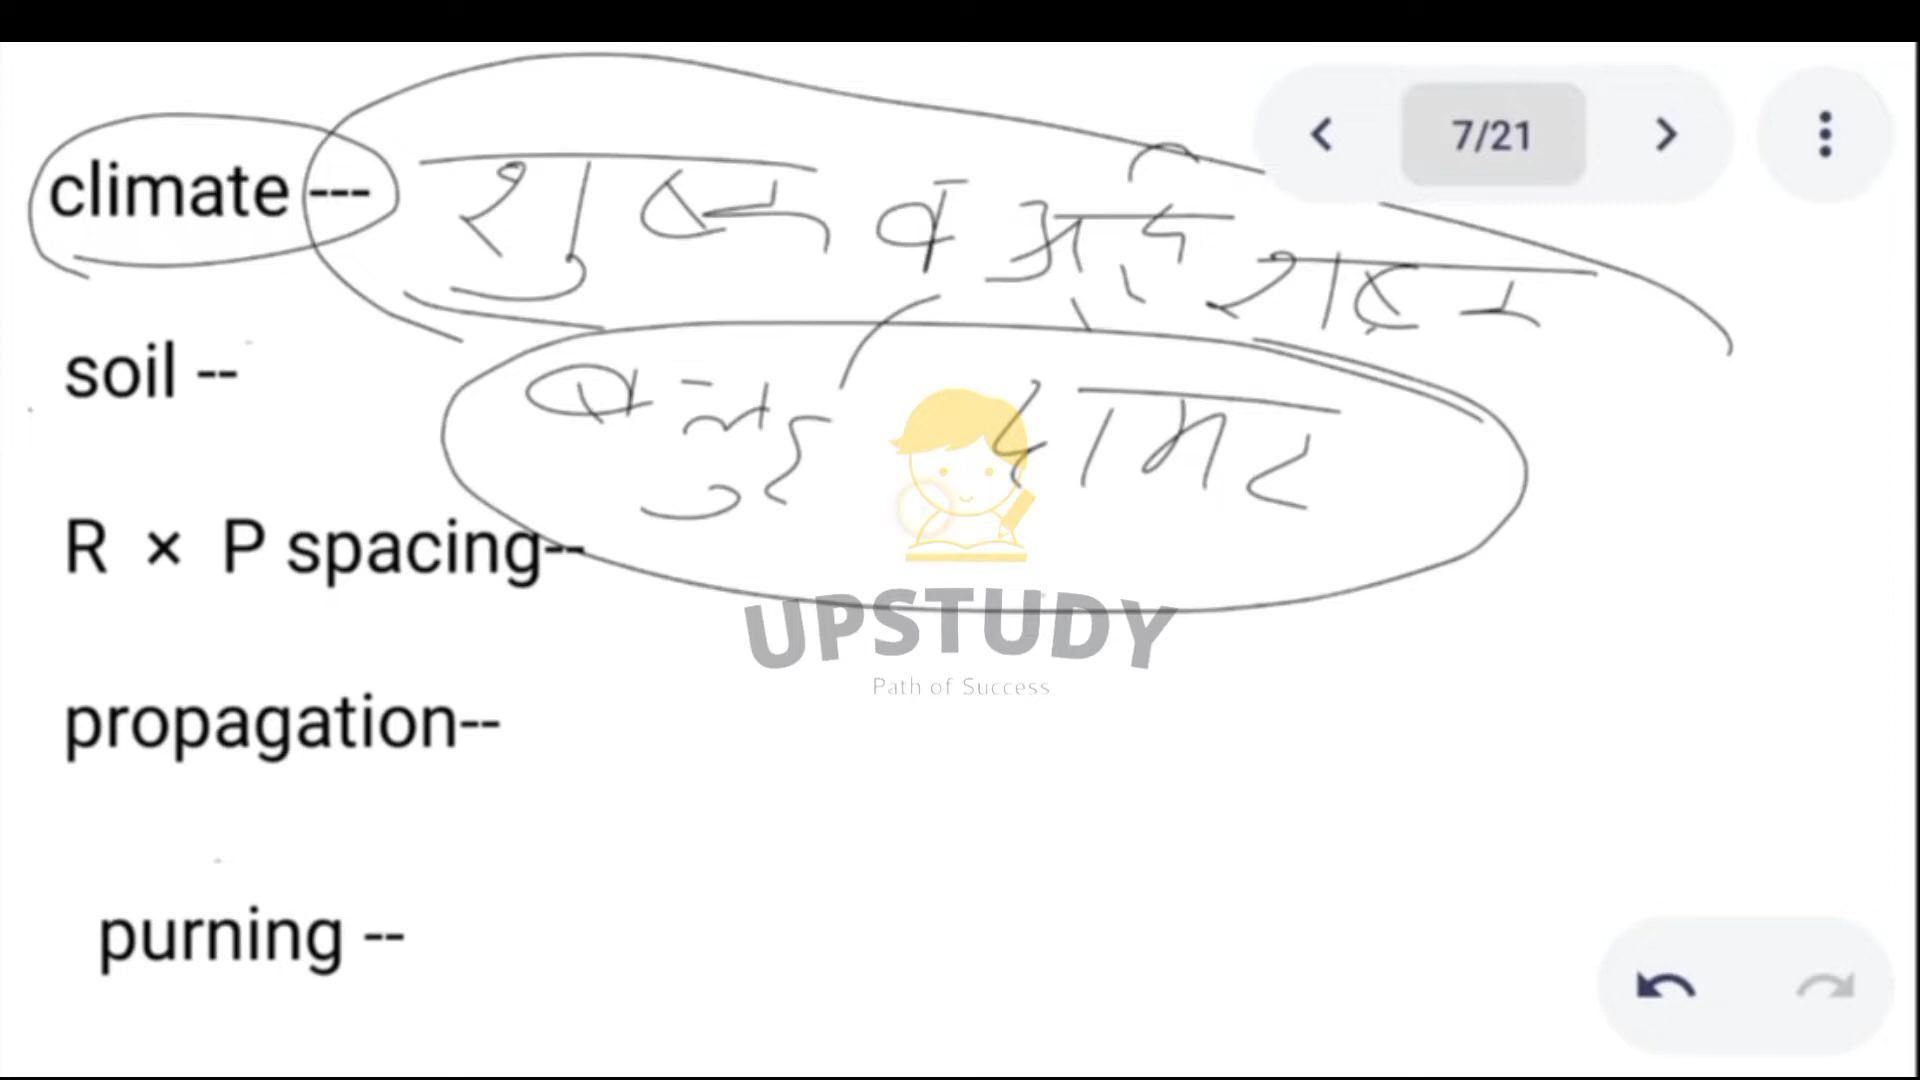 climate --- शुष्क व अर्द्ध शुष्क
7/21
soil -- बलुई दोमट
R × P spacing--
UPSTUDY
Path of Success
propagation--
purning --